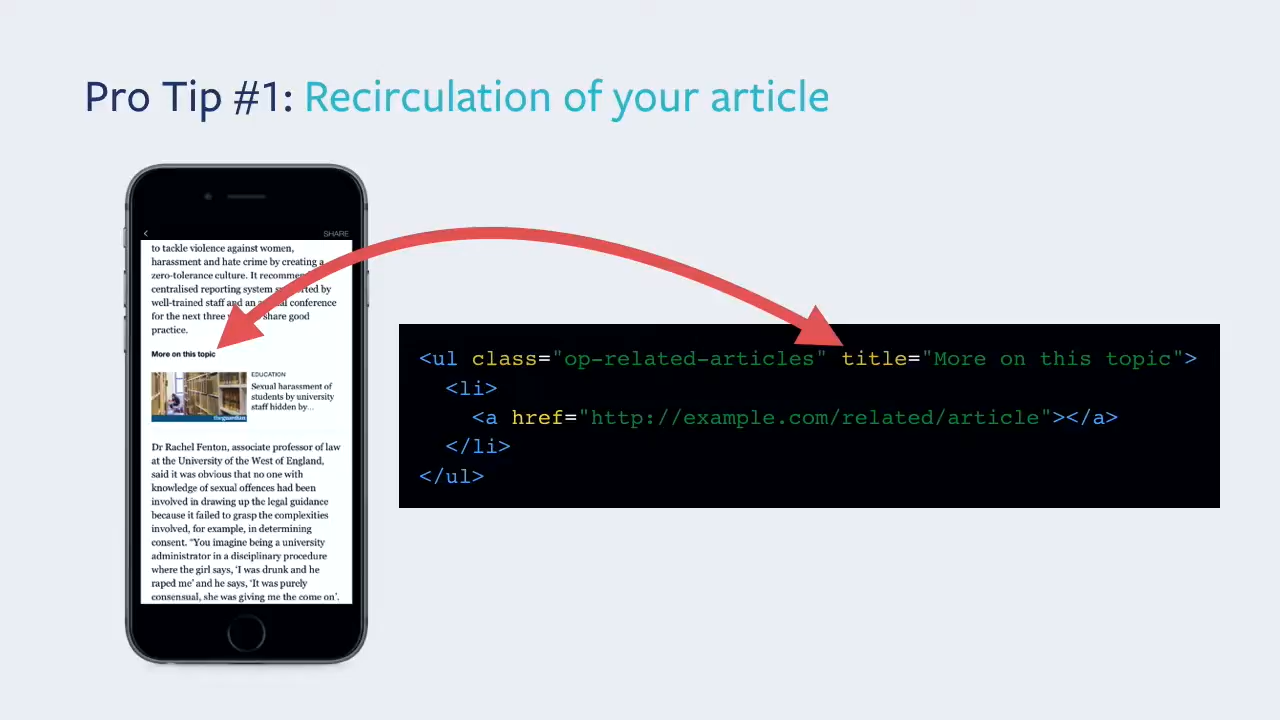 Pro Tip #1: Recirculation of your article
SHARE
to tackle violence against women,
harassment and hate crime by creating a
zero-tolerance culture. It recommen
centralised reporting system s ted by
well-trained staff and an a al conference
for the next three share good
practice.
More on this topic
EDUCATION
Sexual harassment of
students by university
staff hidden by...
theguardian
Dr Rachel Fenton, associate professor of law
at the University of the West of England,
said it was obvious that no one with
knowledge of sexual offences had been
involved in drawing up the legal guidance
because it failed to grasp the complexities
involved, for example, in determining
consent. “You imagine being a university
administrator in a disciplinary procedure
where the girl says, ‘I was drunk and he
raped me’ and he says, ‘It was purely
consensual, she was giving me the come on’.
<ul class="op-related-articles" title="More on this topic">
<li>
<a href="http://example.com/related/article"></a>
</li>
</ul>